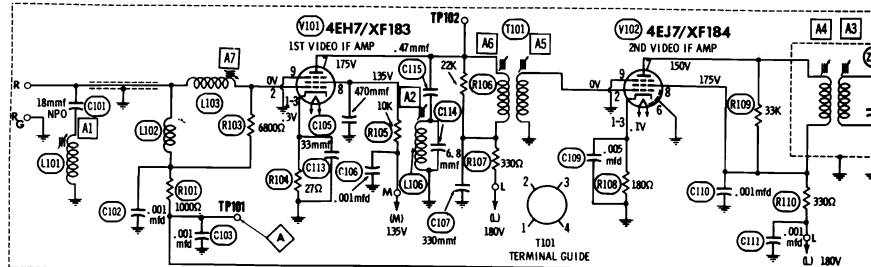 V101
4EH7/XF183
1ST VIDEO IF AMP
TP102
T101
V102
4EJ7/XF184
2ND VIDEO IF AMP
A4
A3
A6
A5
A7
A2
A1
175V
.47mmf
C115
135V
22K
R106
150V
175V
0V
9
2
8
1-3
.3V
C105
33mmf
470mmf
10K
R105
C114
6.8
mmf
0V
9
2
8
6
1-3
.1V
R109
33K
R
R
G
18mmf
NPO
C101
L101
L103
L102
R103
6800Ω
R104
27Ω
C113
C106
.001mfd
L106
R107
330Ω
C109
.005
mfd
R108
180Ω
C110
.001mfd
R110
330Ω
R101
1000Ω
C102
.001
mfd
TP101
.001
mfd
C103
A
M
(M)
135V
C107
330mmf
L
(L)
180V
2
3
1
4
T101
TERMINAL GUIDE
C111
.001
mfd
L
(L) 180V